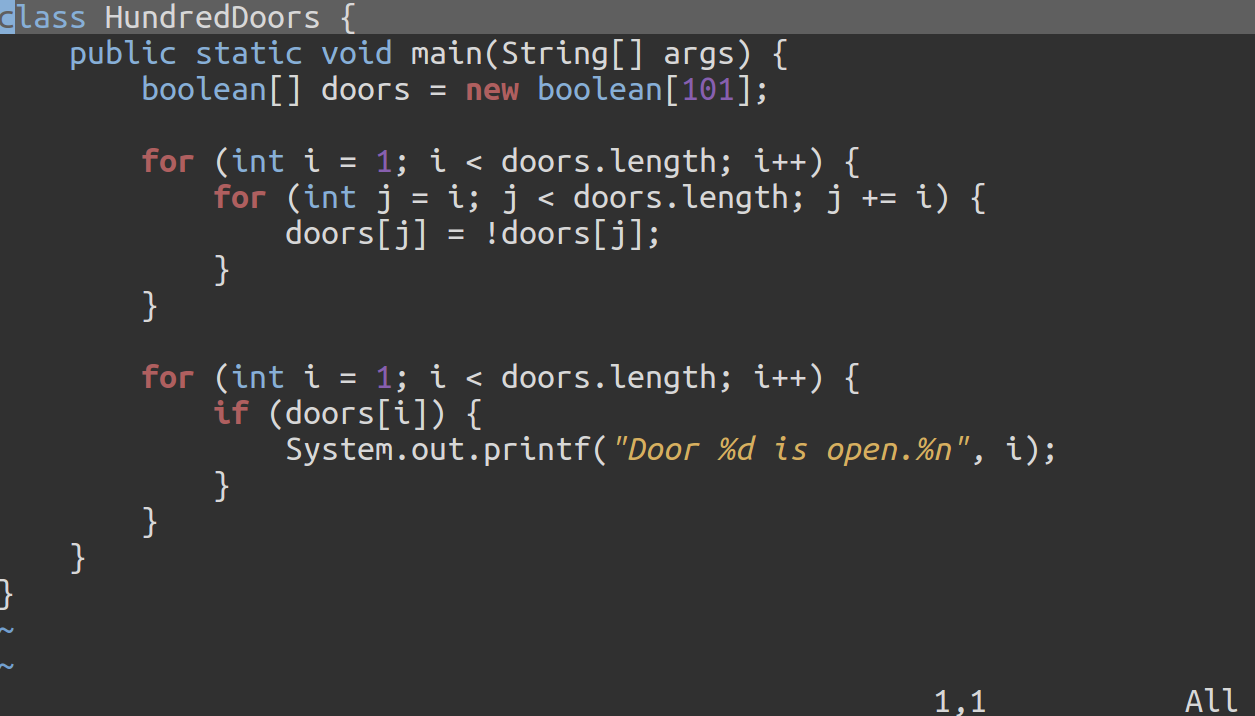 class HundredDoors {
    public static void main(String[] args) {
        boolean[] doors = new boolean[101];

        for (int i = 1; i < doors.length; i++) {
            for (int j = i; j < doors.length; j += i) {
                doors[j] = !doors[j];
            }
        }

        for (int i = 1; i < doors.length; i++) {
            if (doors[i]) {
                System.out.printf("Door %d is open.%n", i);
            }
        }
    }
}
~
~
1,1 All